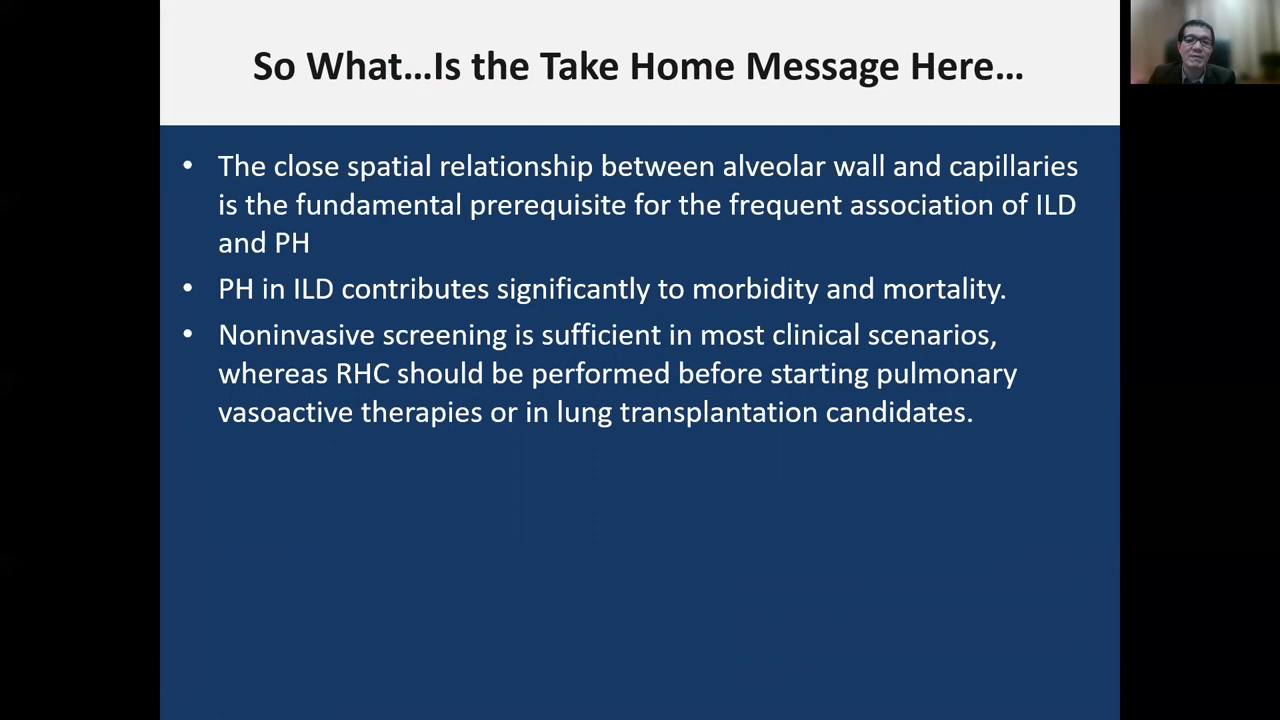 So What...Is the Take Home Message Here...
• The close spatial relationship between alveolar wall and capillaries
is the fundamental prerequisite for the frequent association of ILD
and PH
• PH in ILD contributes significantly to morbidity and mortality.
• Noninvasive screening is sufficient in most clinical scenarios,
whereas RHC should be performed before starting pulmonary
vasoactive therapies or in lung transplantation candidates.